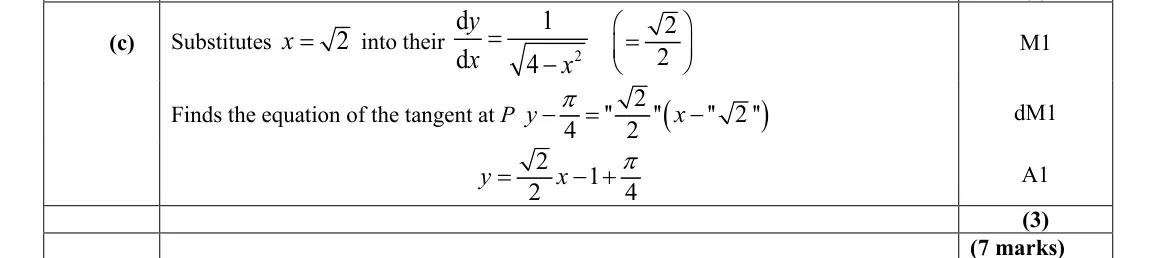 (c) Substitutes x = √2 into their dy/dx = 1/√(4 − x²) (= √2/2) M1
Finds the equation of the tangent at P y − π/4 = "√2/2"(x − "√2") dM1
y = √2/2 x − 1 + π/4 A1
(3)
(7 marks)